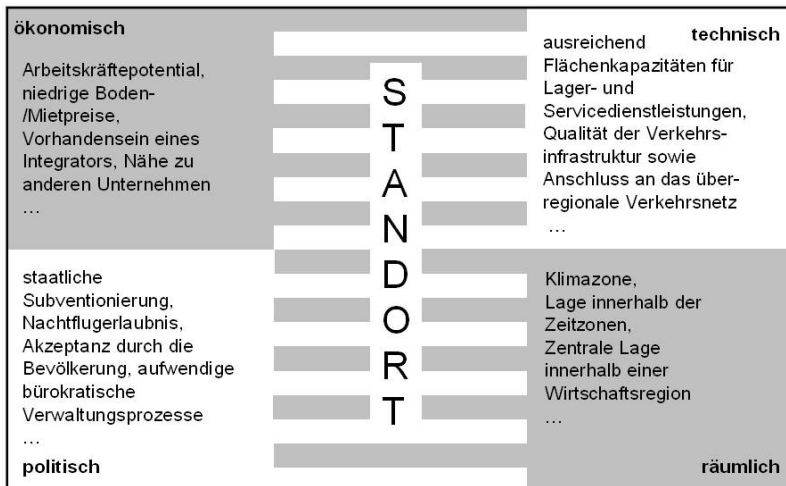 ökonomisch
Arbeitskräftepotential,
niedrige Boden-
/Mietpreise,
Vorhandensein eines
Integrators, Nähe zu
anderen Unternehmen
...
technisch
ausreichend
Flächenkapazitäten für
Lager- und
Servicedienstleistungen,
Qualität der Verkehrs-
infrastruktur sowie
Anschluss an das über-
regionale Verkehrsnetz
...
STANDORT
staatliche
Subventionierung,
Nachtflugerlaubnis,
Akzeptanz durch die
Bevölkerung, aufwendige
bürokratische
Verwaltungsprozesse
...
politisch
Klimazone,
Lage innerhalb der
Zeitzonen,
Zentrale Lage
innerhalb einer
Wirtschaftsregion
...
räumlich